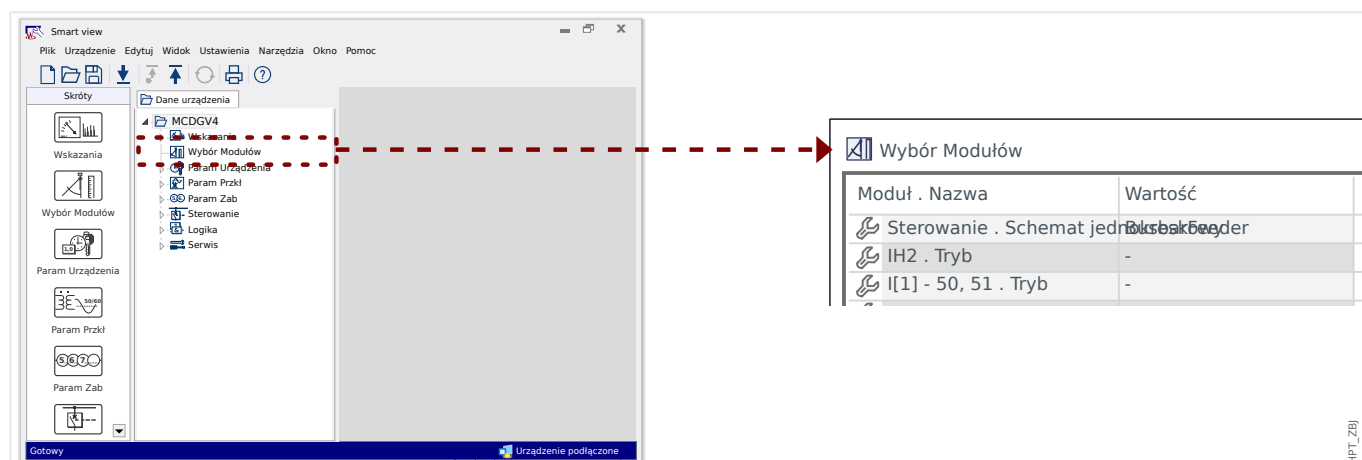 Smart view
Plik Urządzenie Edytuj Widok Ustawienia Narzędzia Okno Pomoc
Skróty
Wskazania
Wybór Modułów
Param Urządzenia
Param Przkł
Param Zab
Dane urządzenia
MCDGV4
Wskazania
Wybór Modułów
Param Urządzenia
Param Przkł
Param Zab
Sterowanie
Logika
Serwis
Gotowy
Urządzenie podłączone
Wybór Modułów
Moduł . Nazwa Wartość
Sterowanie . Schemat jednokreskowy
IH2 . Tryb -
I[1] - 50, 51 . Tryb -
HPT_ZBJ